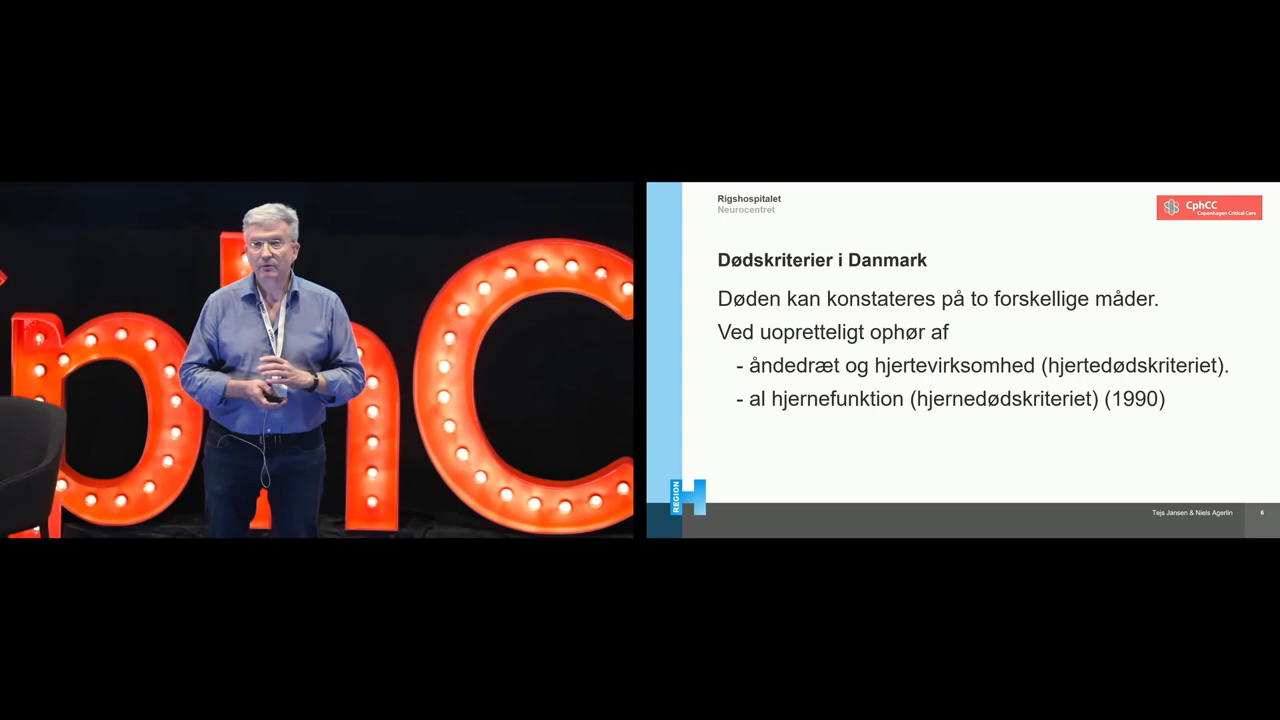 phC
Rigshospitalet
Neurocentret
CphCC
Copenhagen Critical Care
Dødskriterier i Danmark
Døden kan konstateres på to forskellige måder.
Ved uopretteligt ophør af
- åndedræt og hjertevirksomhed (hjertedødskriteriet).
- al hjernefunktion (hjernedødskriteriet) (1990)
REGION H
Tejs Jansen & Niels Agerlin
6